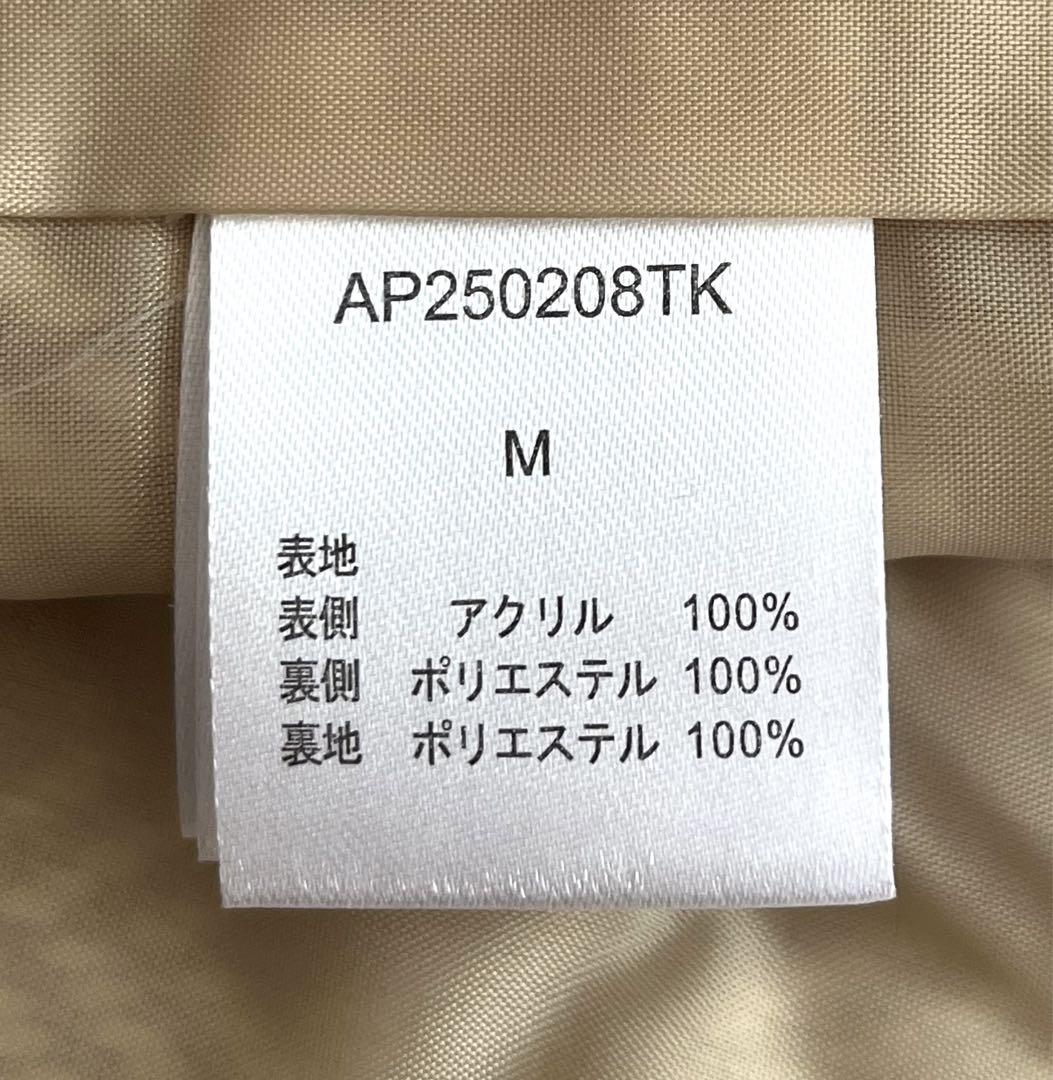 AP250208TK
M
表地
表側 アクリル 100%
裏側 ポリエステル 100%
裏地 ポリエステル 100%